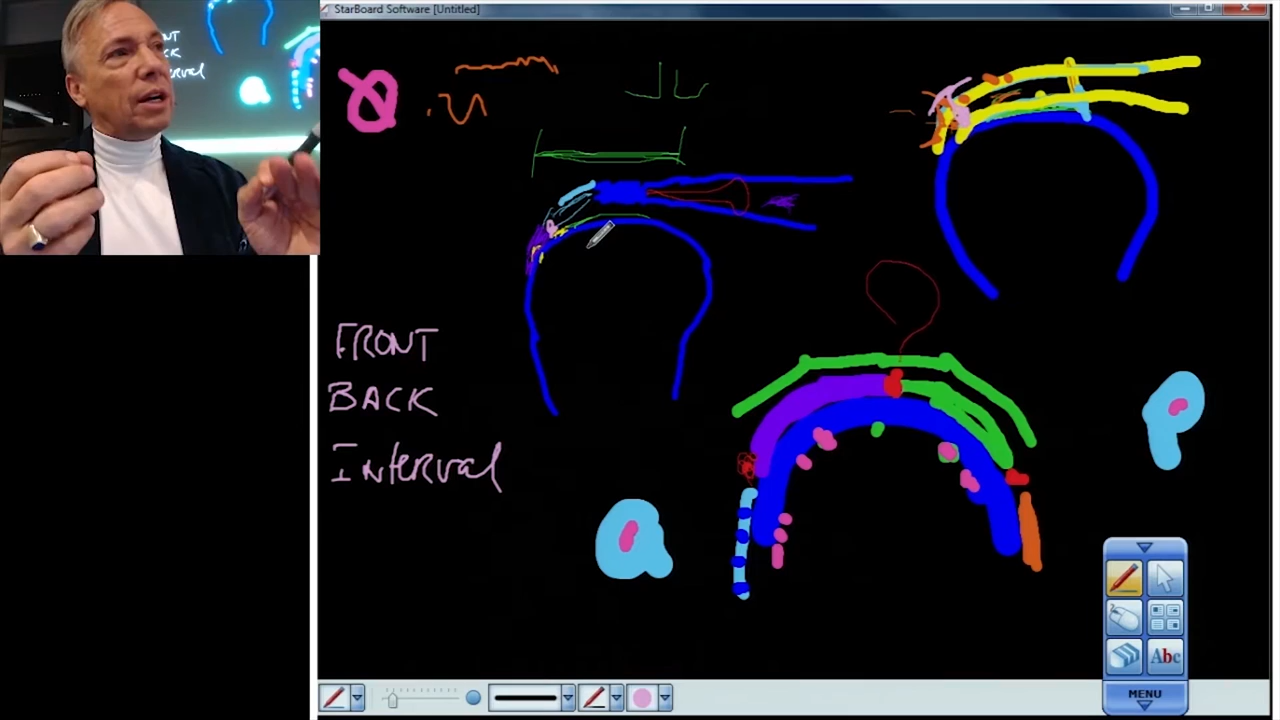 StarBoard Software [Untitled]
FRONT
BACK
INTERVAL
Abc
MENU